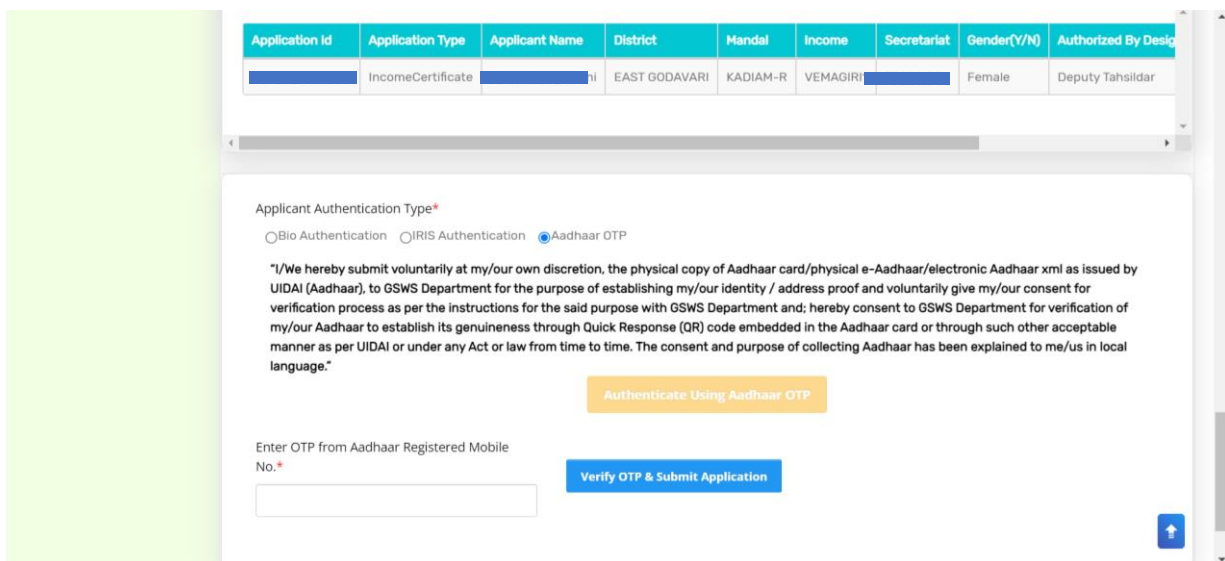 Application Id Application Type Applicant Name District Mandal Income Secretariat Gender(Y/N) Authorized By Desig
IncomeCertificate hi EAST GODAVARI KADIAM-R VEMAGIRI Female Deputy Tahsildar
Applicant Authentication Type*
Bio Authentication IRIS Authentication Aadhaar OTP
"I/We hereby submit voluntarily at my/our own discretion, the physical copy of Aadhaar card/physical e-Aadhaar/electronic Aadhaar xml as issued by
UIDAI (Aadhaar), to GSWS Department for the purpose of establishing my/our identity / address proof and voluntarily give my/our consent for
verification process as per the instructions for the said purpose with GSWS Department and; hereby consent to GSWS Department for verification of
my/our Aadhaar to establish its genuineness through Quick Response (QR) code embedded in the Aadhaar card or through such other acceptable
manner as per UIDAI or under any Act or law from time to time. The consent and purpose of collecting Aadhaar has been explained to me/us in local
language."
Authenticate Using Aadhaar OTP
Enter OTP from Aadhaar Registered Mobile
No.*
Verify OTP & Submit Application